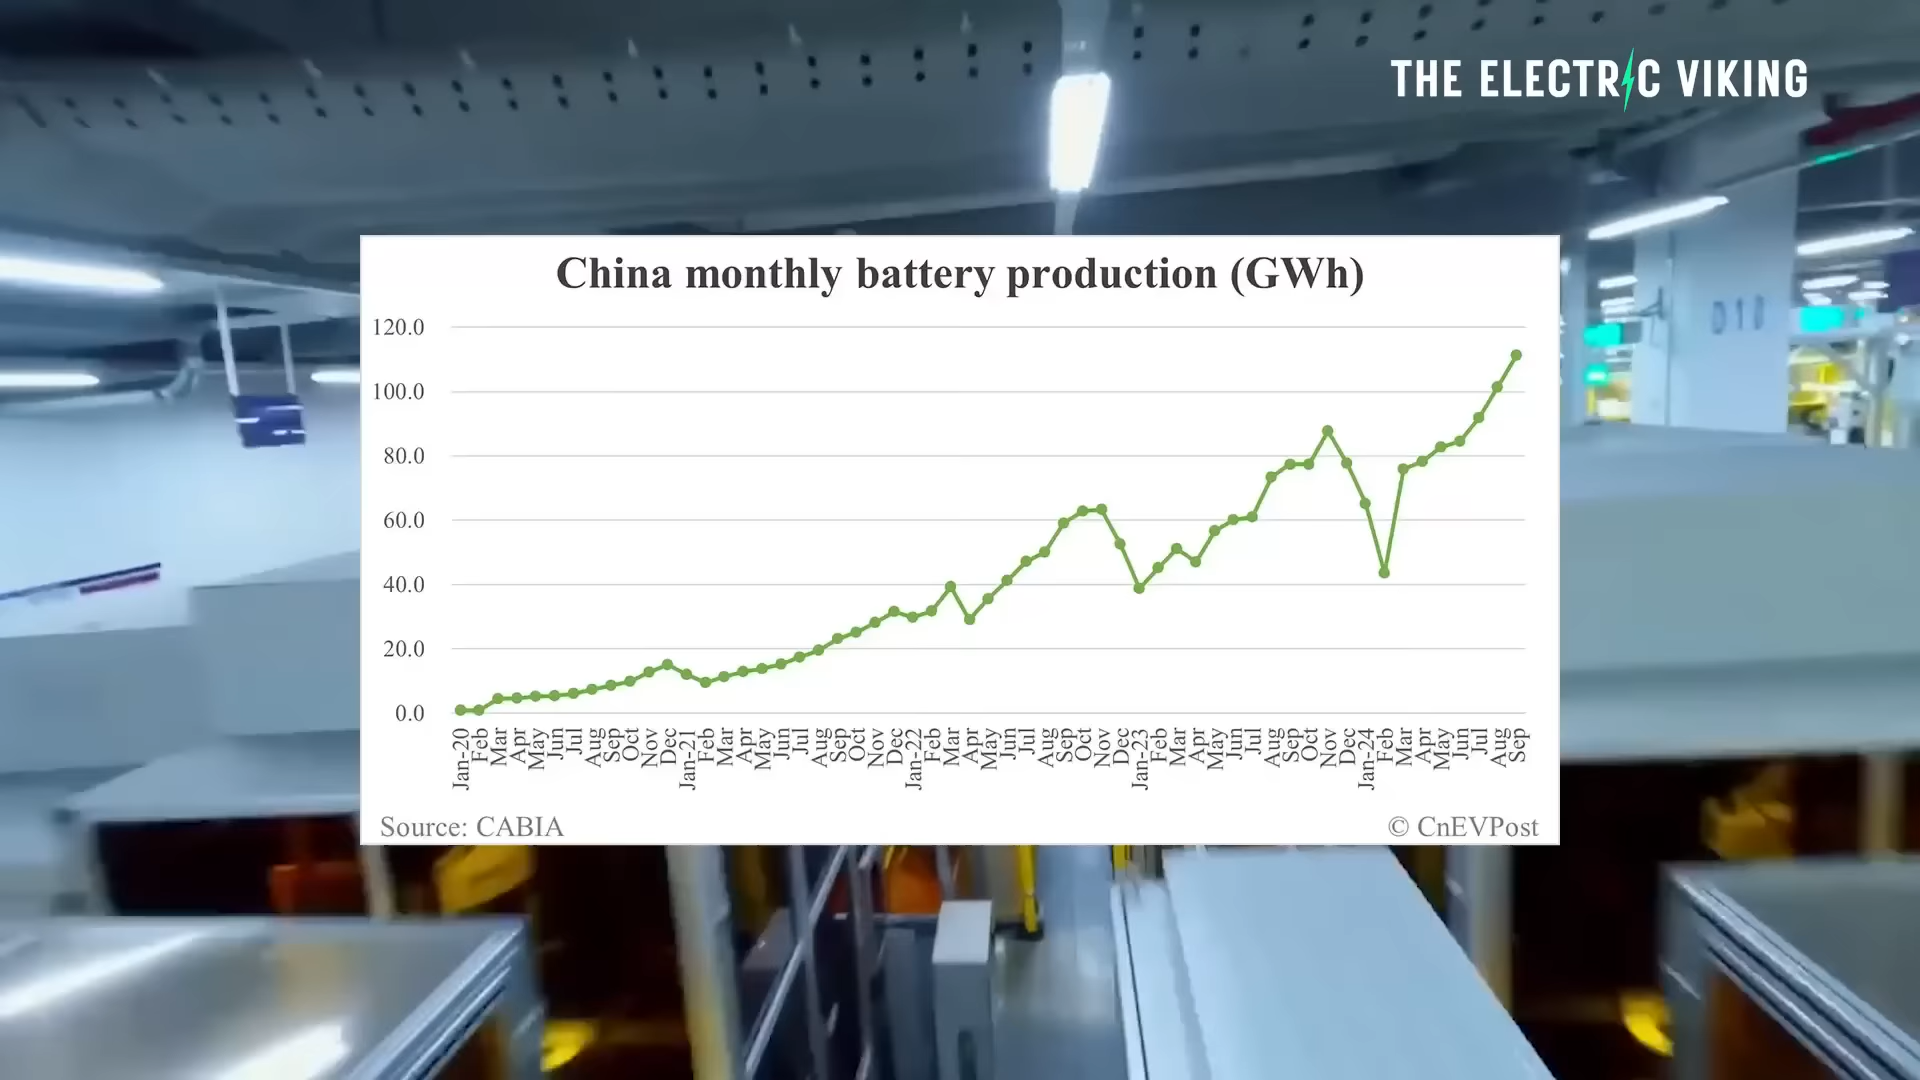 THE ELECTRIC VIKING
D10
China monthly battery production (GWh)
120.0
100.0
80.0
60.0
40.0
20.0
0.0
Jan-20 Feb Mar Apr May Jun Jul Aug Sep Oct Nov Dec Jan-21 Feb Mar Apr May Jun Jul Aug Sep Oct Nov Dec Jan-22 Feb Mar Apr May Jun Jul Aug Sep Oct Nov Dec Jan-23 Feb Mar Apr May Jun Jul Aug Sep Oct Nov Dec Jan-24 Feb Mar Apr May Jun Jul Aug Sep
Source: CABIA
© CnEVPost